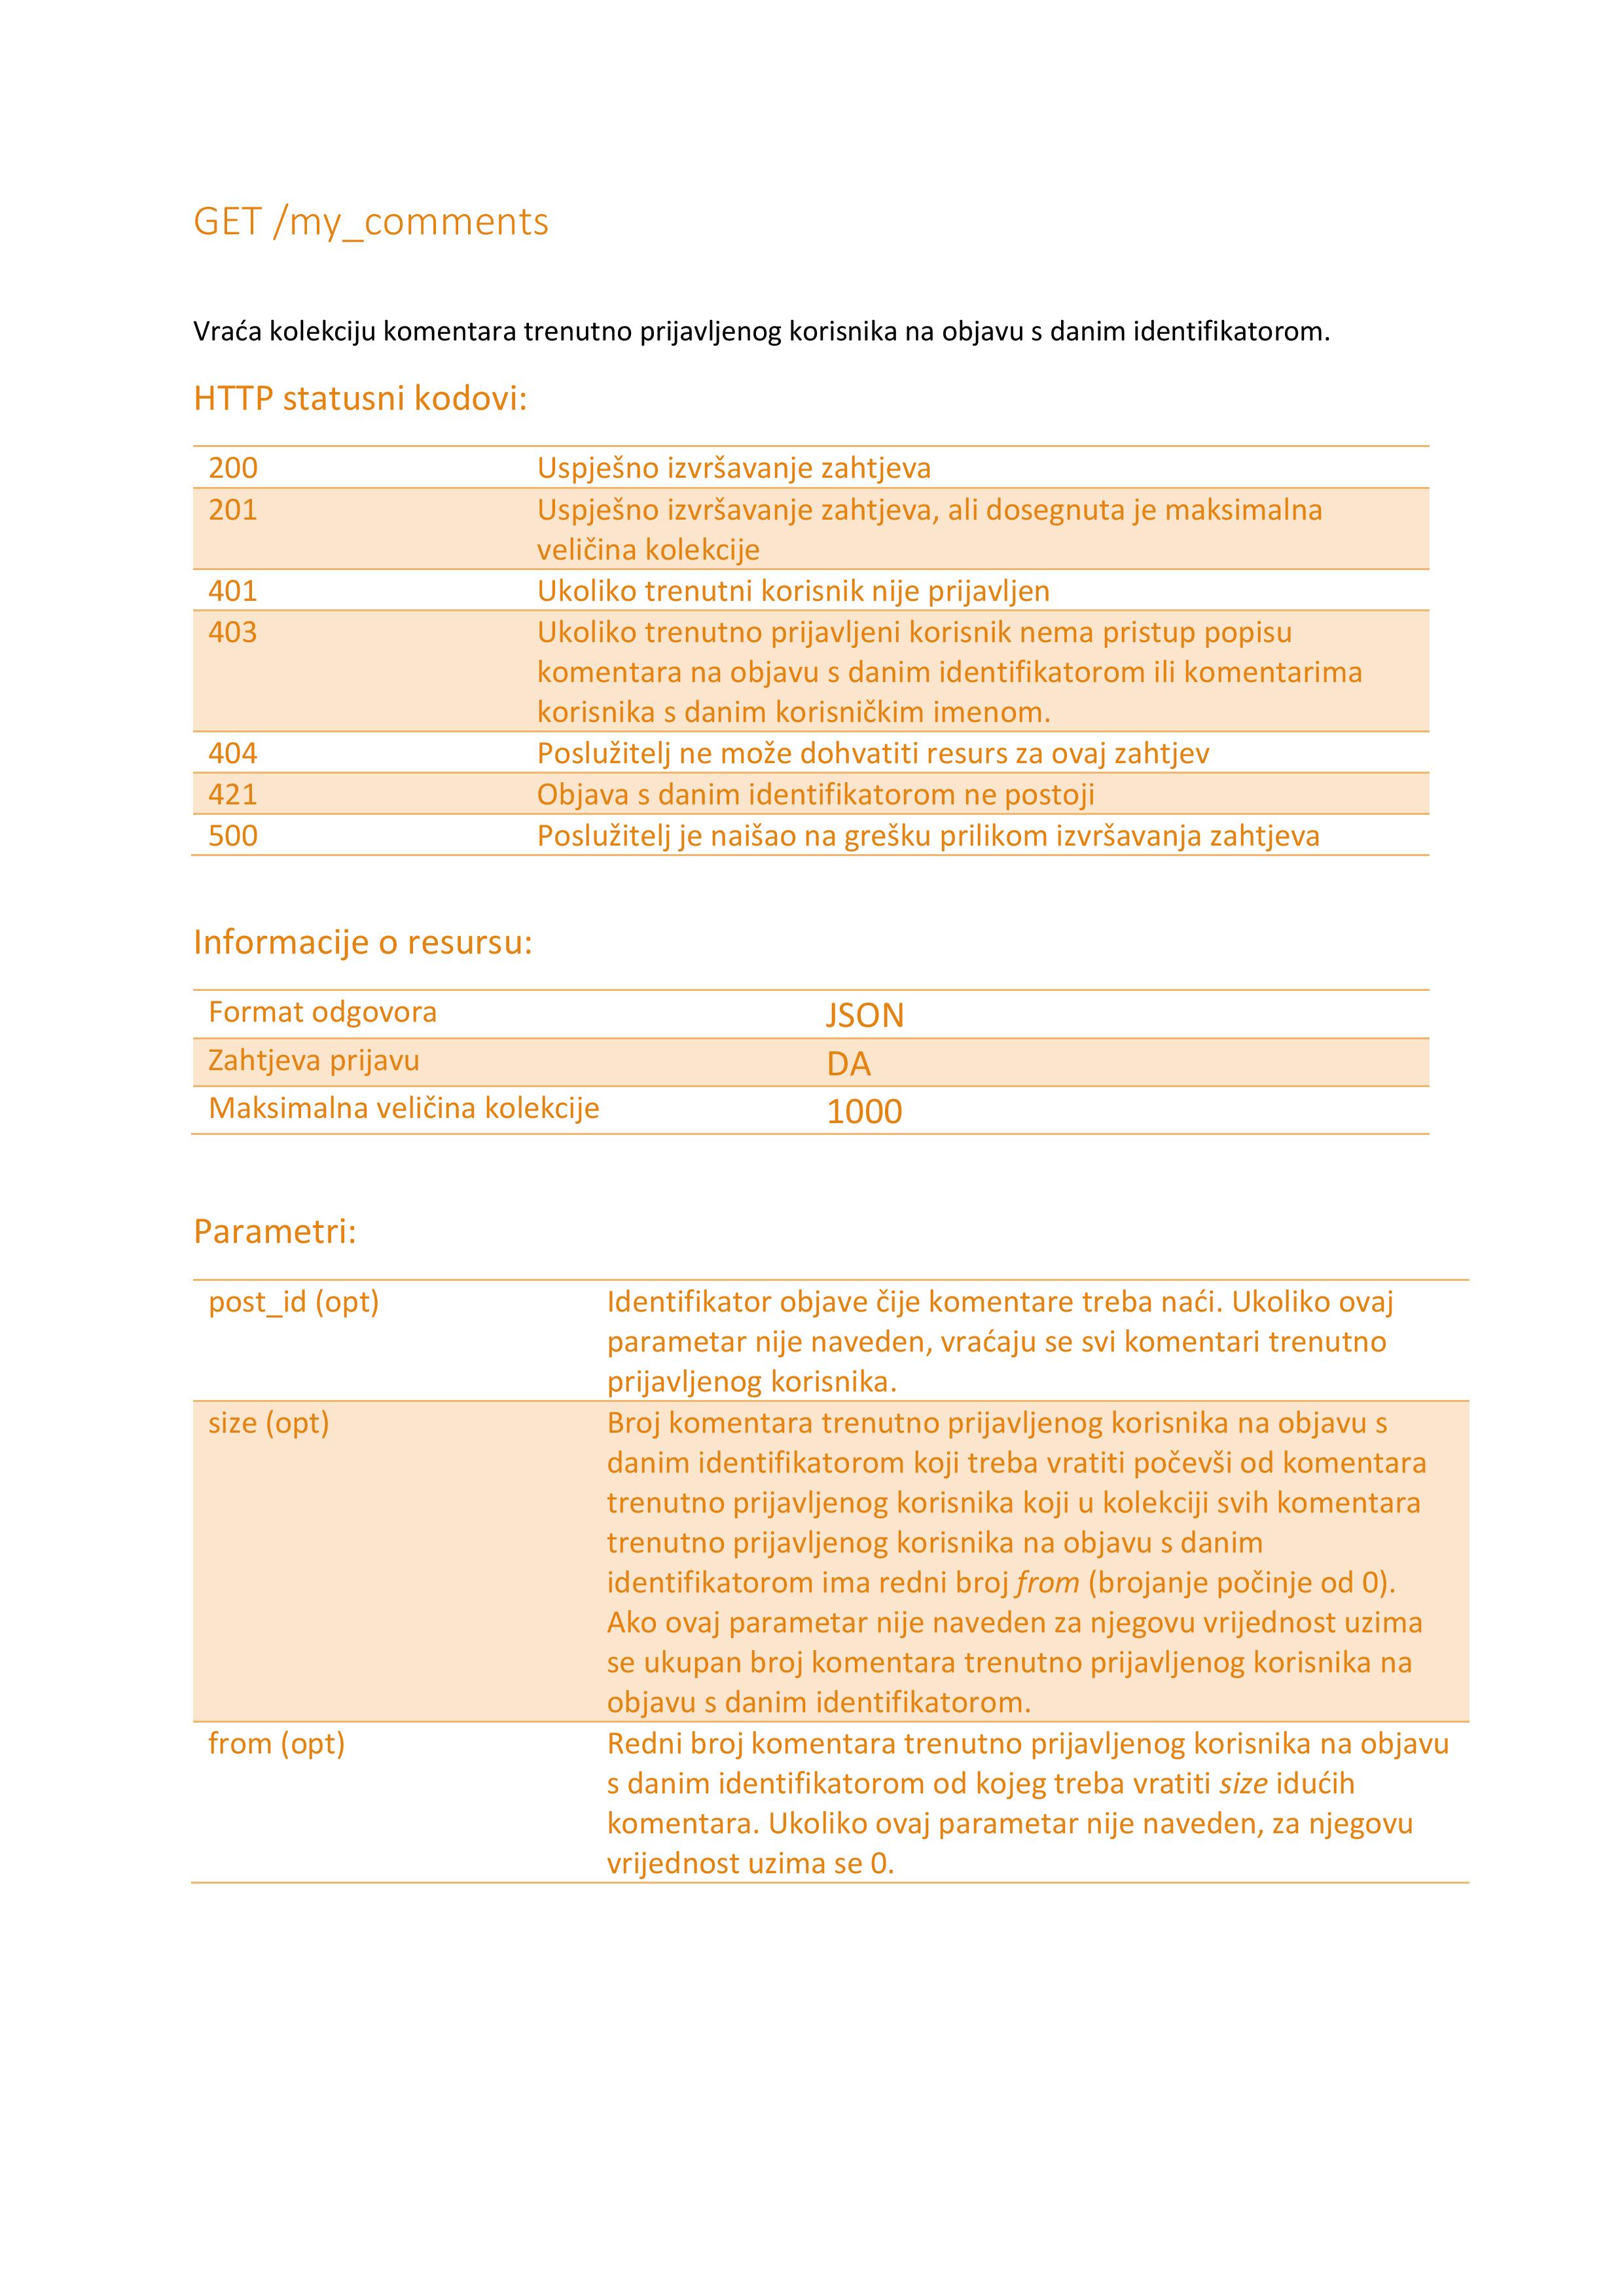 GET /my_comments
Vraća kolekciju komentara trenutno prijavljenog korisnika na objavu s danim identifikatorom.
HTTP statusni kodovi:
200 Uspješno izvršavanje zahtjeva
201 Uspješno izvršavanje zahtjeva, ali dosegnuta je maksimalna
veličina kolekcije
401 Ukoliko trenutni korisnik nije prijavljen
403 Ukoliko trenutno prijavljeni korisnik nema pristup popisu
komentara na objavu s danim identifikatorom ili komentarima
korisnika s danim korisničkim imenom.
404 Poslužitelj ne može dohvatiti resurs za ovaj zahtjev
421 Objava s danim identifikatorom ne postoji
500 Poslužitelj je naišao na grešku prilikom izvršavanja zahtjeva
Informacije o resursu:
Format odgovora JSON
Zahtjeva prijavu DA
Maksimalna veličina kolekcije 1000
Parametri:
post_id (opt) Identifikator objave čije komentare treba naći. Ukoliko ovaj
parametar nije naveden, vraćaju se svi komentari trenutno
prijavljenog korisnika.
size (opt) Broj komentara trenutno prijavljenog korisnika na objavu s
danim identifikatorom koji treba vratiti počevši od komentara
trenutno prijavljenog korisnika koji u kolekciji svih komentara
trenutno prijavljenog korisnika na objavu s danim
identifikatorom ima redni broj from (brojanje počinje od 0).
Ako ovaj parametar nije naveden za njegovu vrijednost uzima
se ukupan broj komentara trenutno prijavljenog korisnika na
objavu s danim identifikatorom.
from (opt) Redni broj komentara trenutno prijavljenog korisnika na objavu
s danim identifikatorom od kojeg treba vratiti size idućih
komentara. Ukoliko ovaj parametar nije naveden, za njegovu
vrijednost uzima se 0.